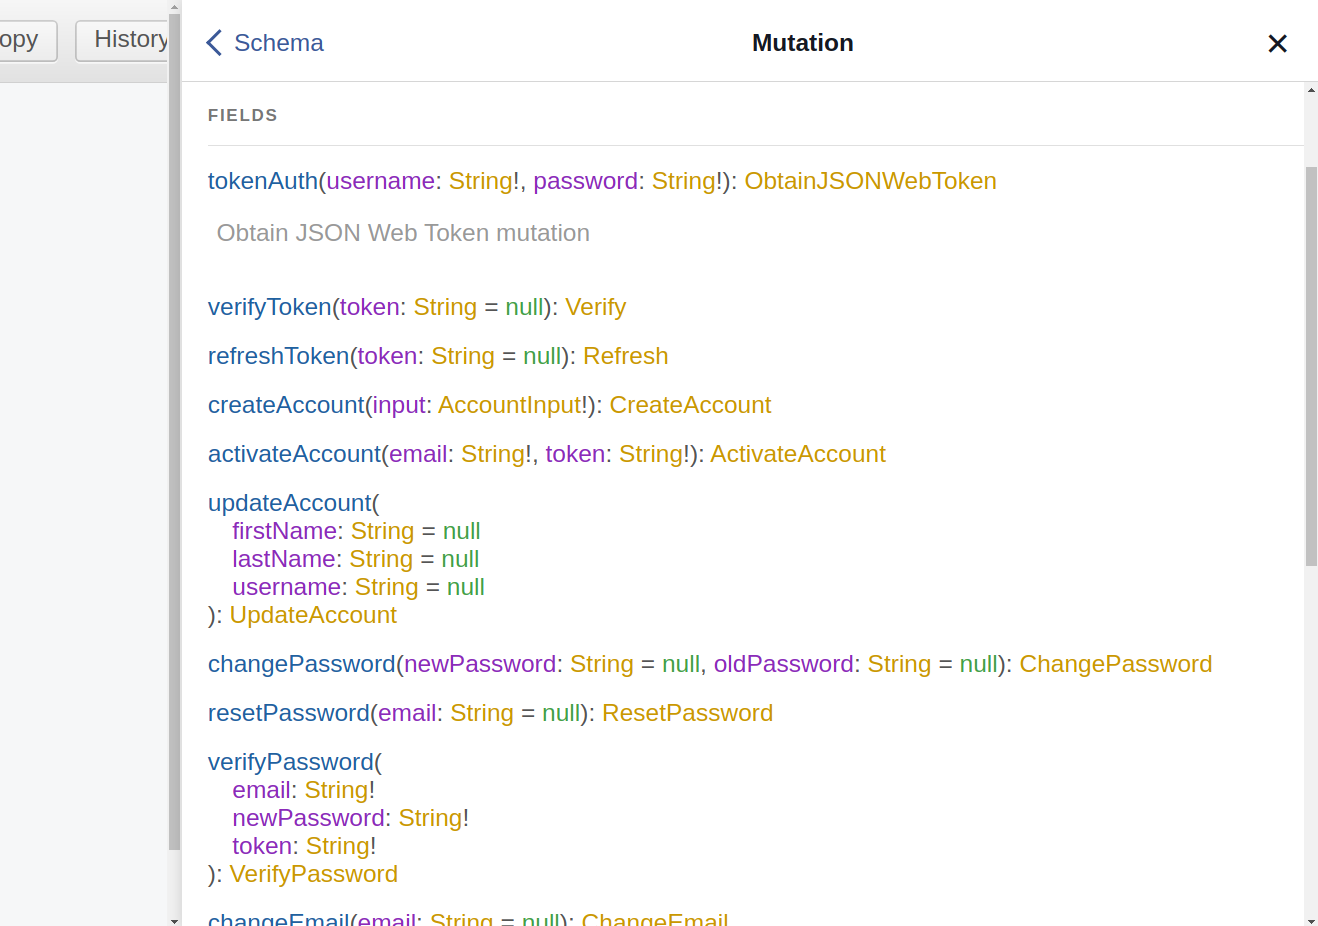 opy
History
Schema
Mutation
FIELDS
tokenAuth(username: String!, password: String!): ObtainJSONWebToken
Obtain JSON Web Token mutation
verifyToken(token: String = null): Verify
refreshToken(token: String = null): Refresh
createAccount(input: AccountInput!): CreateAccount
activateAccount(email: String!, token: String!): ActivateAccount
updateAccount(
firstName: String = null
lastName: String = null
username: String = null
): UpdateAccount
changePassword(newPassword: String = null, oldPassword: String = null): ChangePassword
resetPassword(email: String = null): ResetPassword
verifyPassword(
email: String!
newPassword: String!
token: String!
): VerifyPassword
changeEmail(email: String = null): ChangeEmail